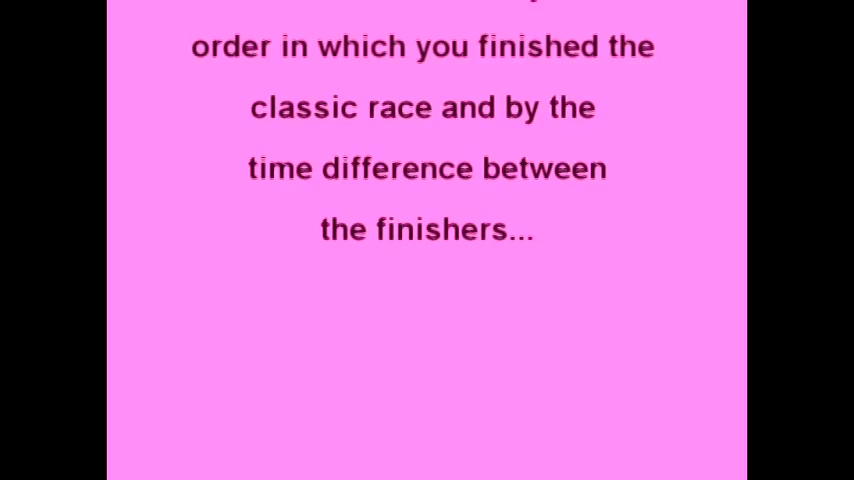 order in which you finished the
classic race and by the
time difference between
the finishers...